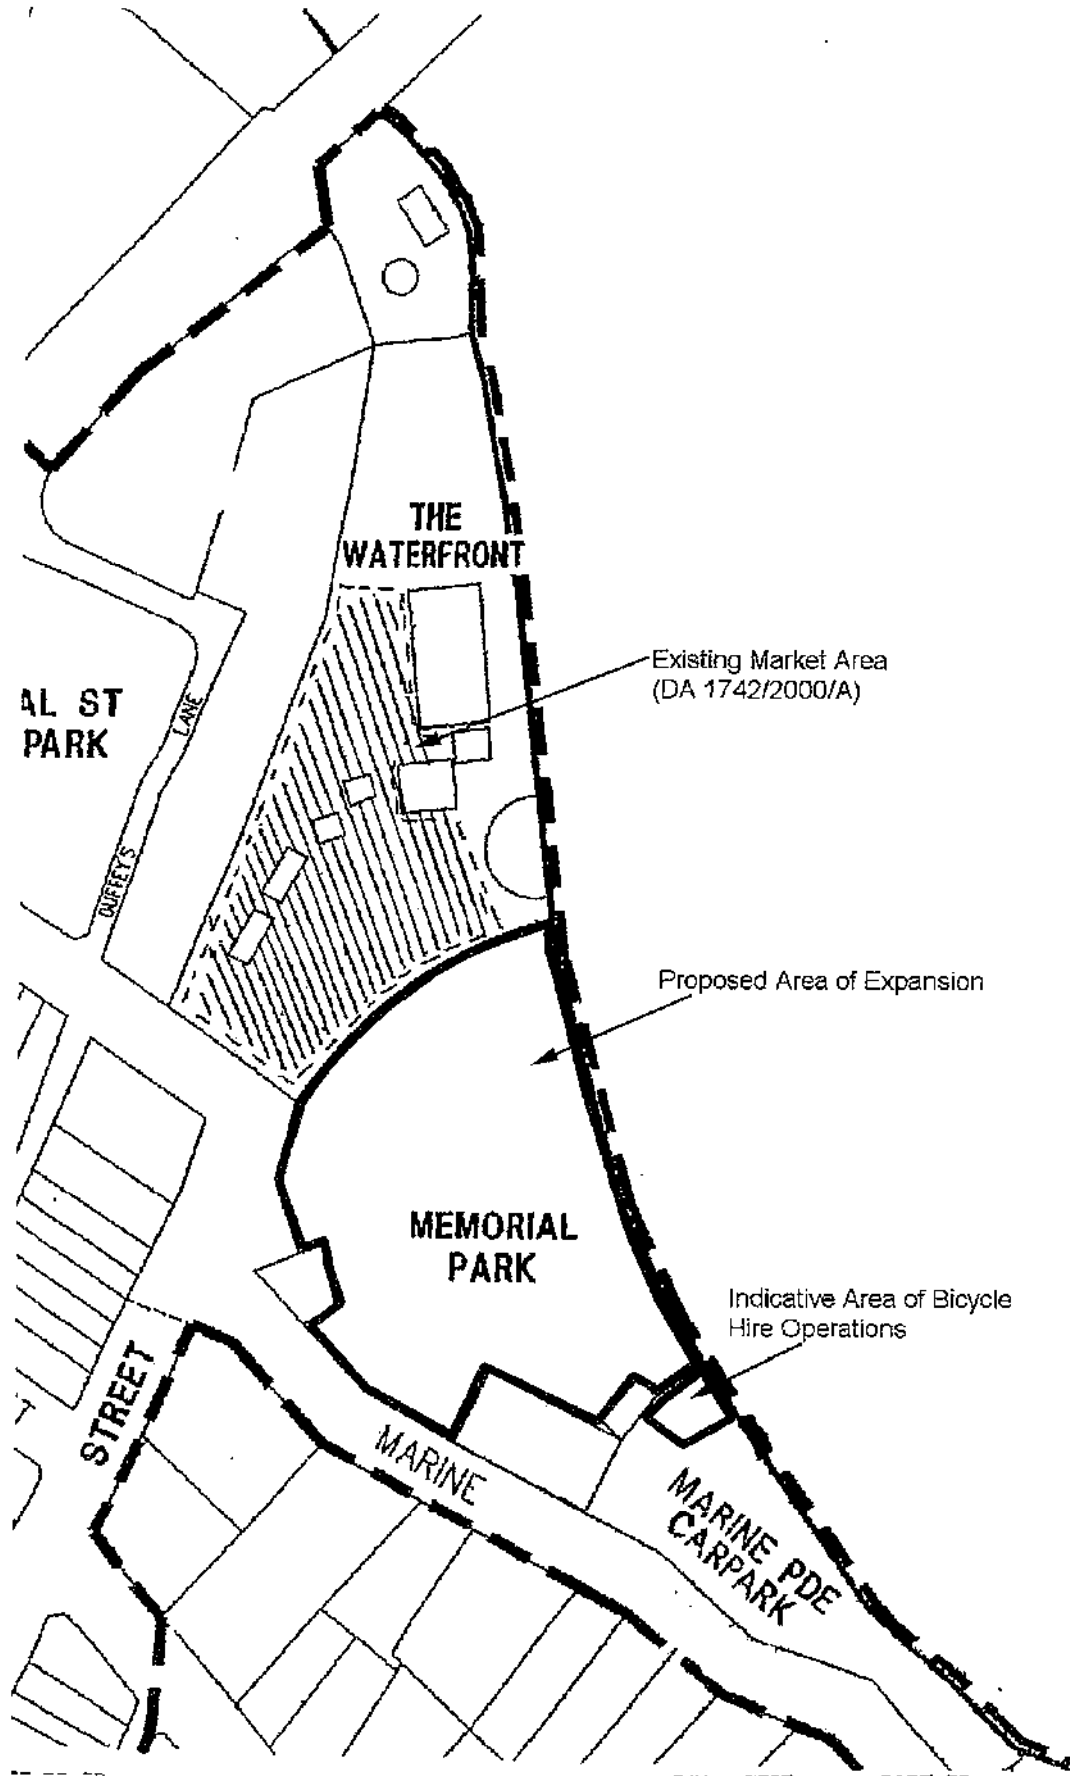 THE
WATERFRONT
Existing Market Area
(DA 1742/2000/A)
AL ST
PARK
LANE
DUFFEY'S
Proposed Area of Expansion
MEMORIAL
PARK
Indicative Area of Bicycle
Hire Operations
STREET
MARINE
MARINE PDE
CARPARK